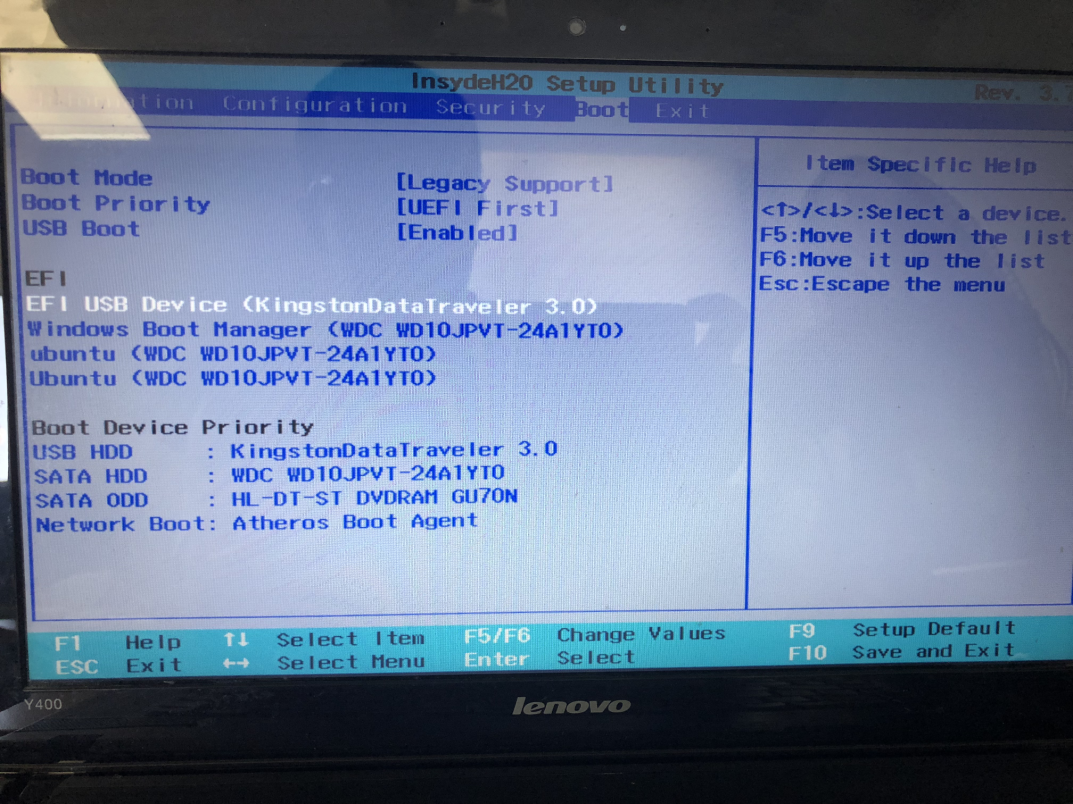 InsydeH20 Setup Utility
Rev. 3.7
Configuration Security Boot Exit
Boot Mode [Legacy Support]
Boot Priority [UEFI First]
USB Boot [Enabled]
EFI
EFI USB Device (KingstonDataTraveler 3.0)
Windows Boot Manager (WDC WD10JPVT-24A1YT0)
ubuntu (WDC WD10JPVT-24A1YT0)
Ubuntu (WDC WD10JPVT-24A1YT0)
Boot Device Priority
USB HDD : KingstonDataTraveler 3.0
SATA HDD : WDC WD10JPVT-24A1YT0
SATA ODD : HL-DT-ST DVDRAM GU70N
Network Boot: Atheros Boot Agent
Item Specific Help
<↑>/<↓>:Select a device.
F5:Move it down the list
F6:Move it up the list
Esc:Escape the menu
F1 Help ↑↓ Select Item F5/F6 Change Values F9 Setup Default
ESC Exit ←→ Select Menu Enter Select F10 Save and Exit
Y400
lenovo